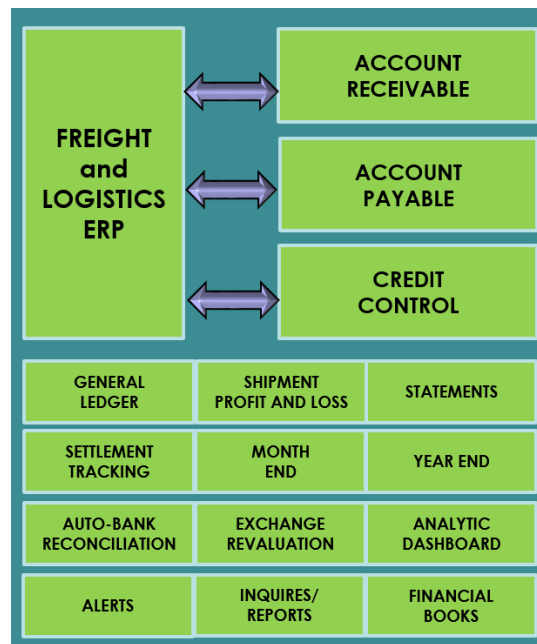 FREIGHT
and
LOGISTICS
ERP
ACCOUNT
RECEIVABLE
ACCOUNT
PAYABLE
CREDIT
CONTROL
GENERAL
LEDGER
SHIPMENT
PROFIT AND LOSS
STATEMENTS
SETTLEMENT
TRACKING
MONTH
END
YEAR END
AUTO-BANK
RECONCILIATION
EXCHANGE
REVALUATION
ANALYTIC
DASHBOARD
ALERTS
INQUIRES/
REPORTS
FINANCIAL
BOOKS